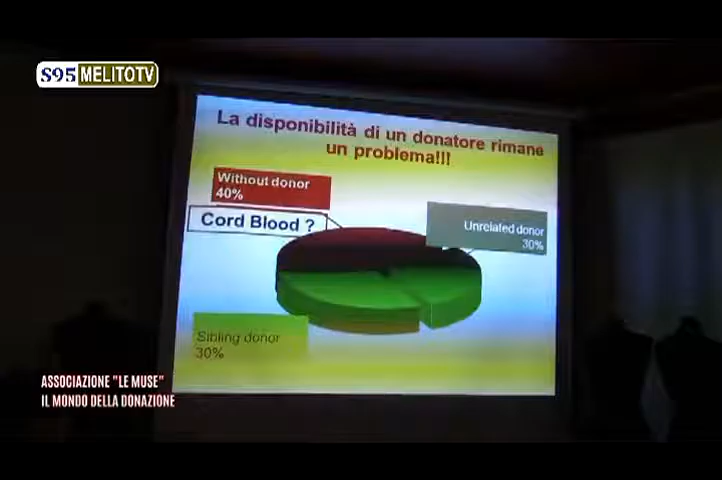 S95 MELITOTV
La disponibilità di un donatore rimane
un problema!!!
Without donor
40%
Cord Blood ?
Unrelated donor
30%
Sibling donor
30%
ASSOCIAZIONE "LE MUSE"
IL MONDO DELLA DONAZIONE